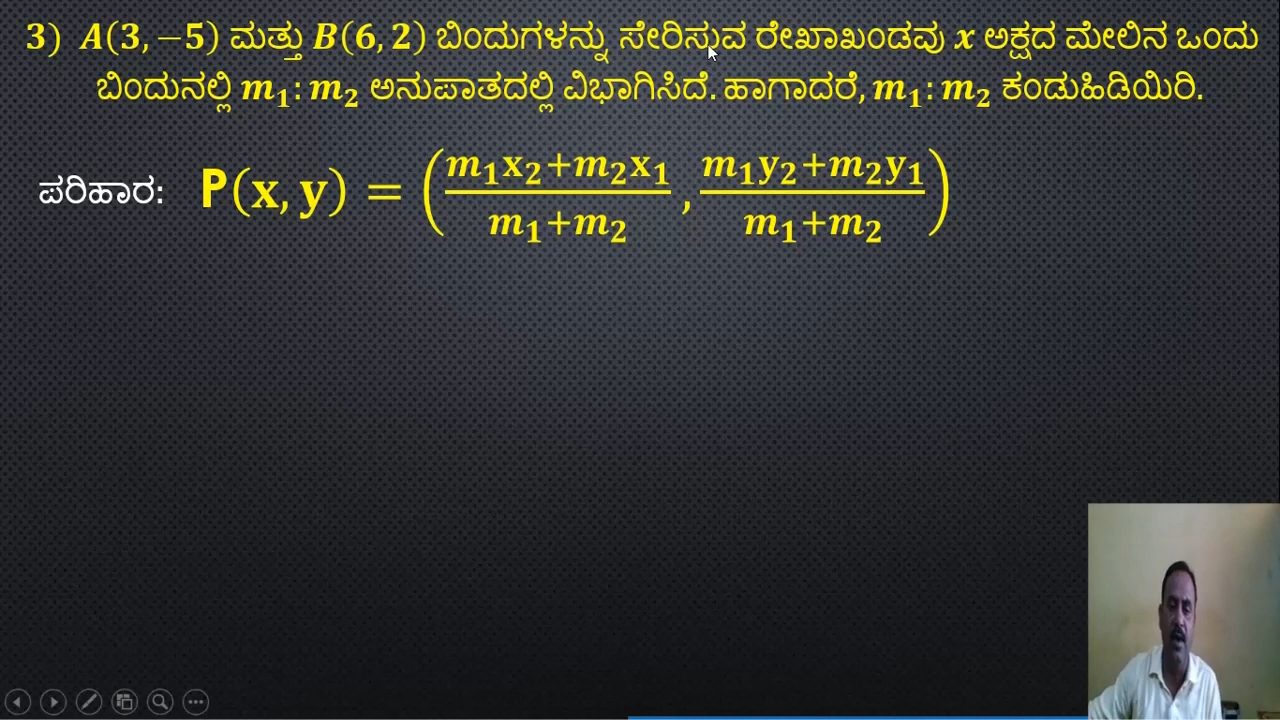 3) A(3, −5) ಮತ್ತು B(6, 2) ಬಿಂದುಗಳನ್ನು ಸೇರಿಸುವ ರೇಖಾಖಂಡವು x ಅಕ್ಷದ ಮೇಲಿನ ಒಂದು
ಬಿಂದುನಲ್ಲಿ m₁: m₂ ಅನುಪಾತದಲ್ಲಿ ವಿಭಾಗಿಸಿದೆ. ಹಾಗಾದರೆ, m₁: m₂ ಕಂಡುಹಿಡಿಯಿರಿ.
ಪರಿಹಾರ: P(x, y) = ( (m₁x₂+m₂x₁)/(m₁+m₂) , (m₁y₂+m₂y₁)/(m₁+m₂) )